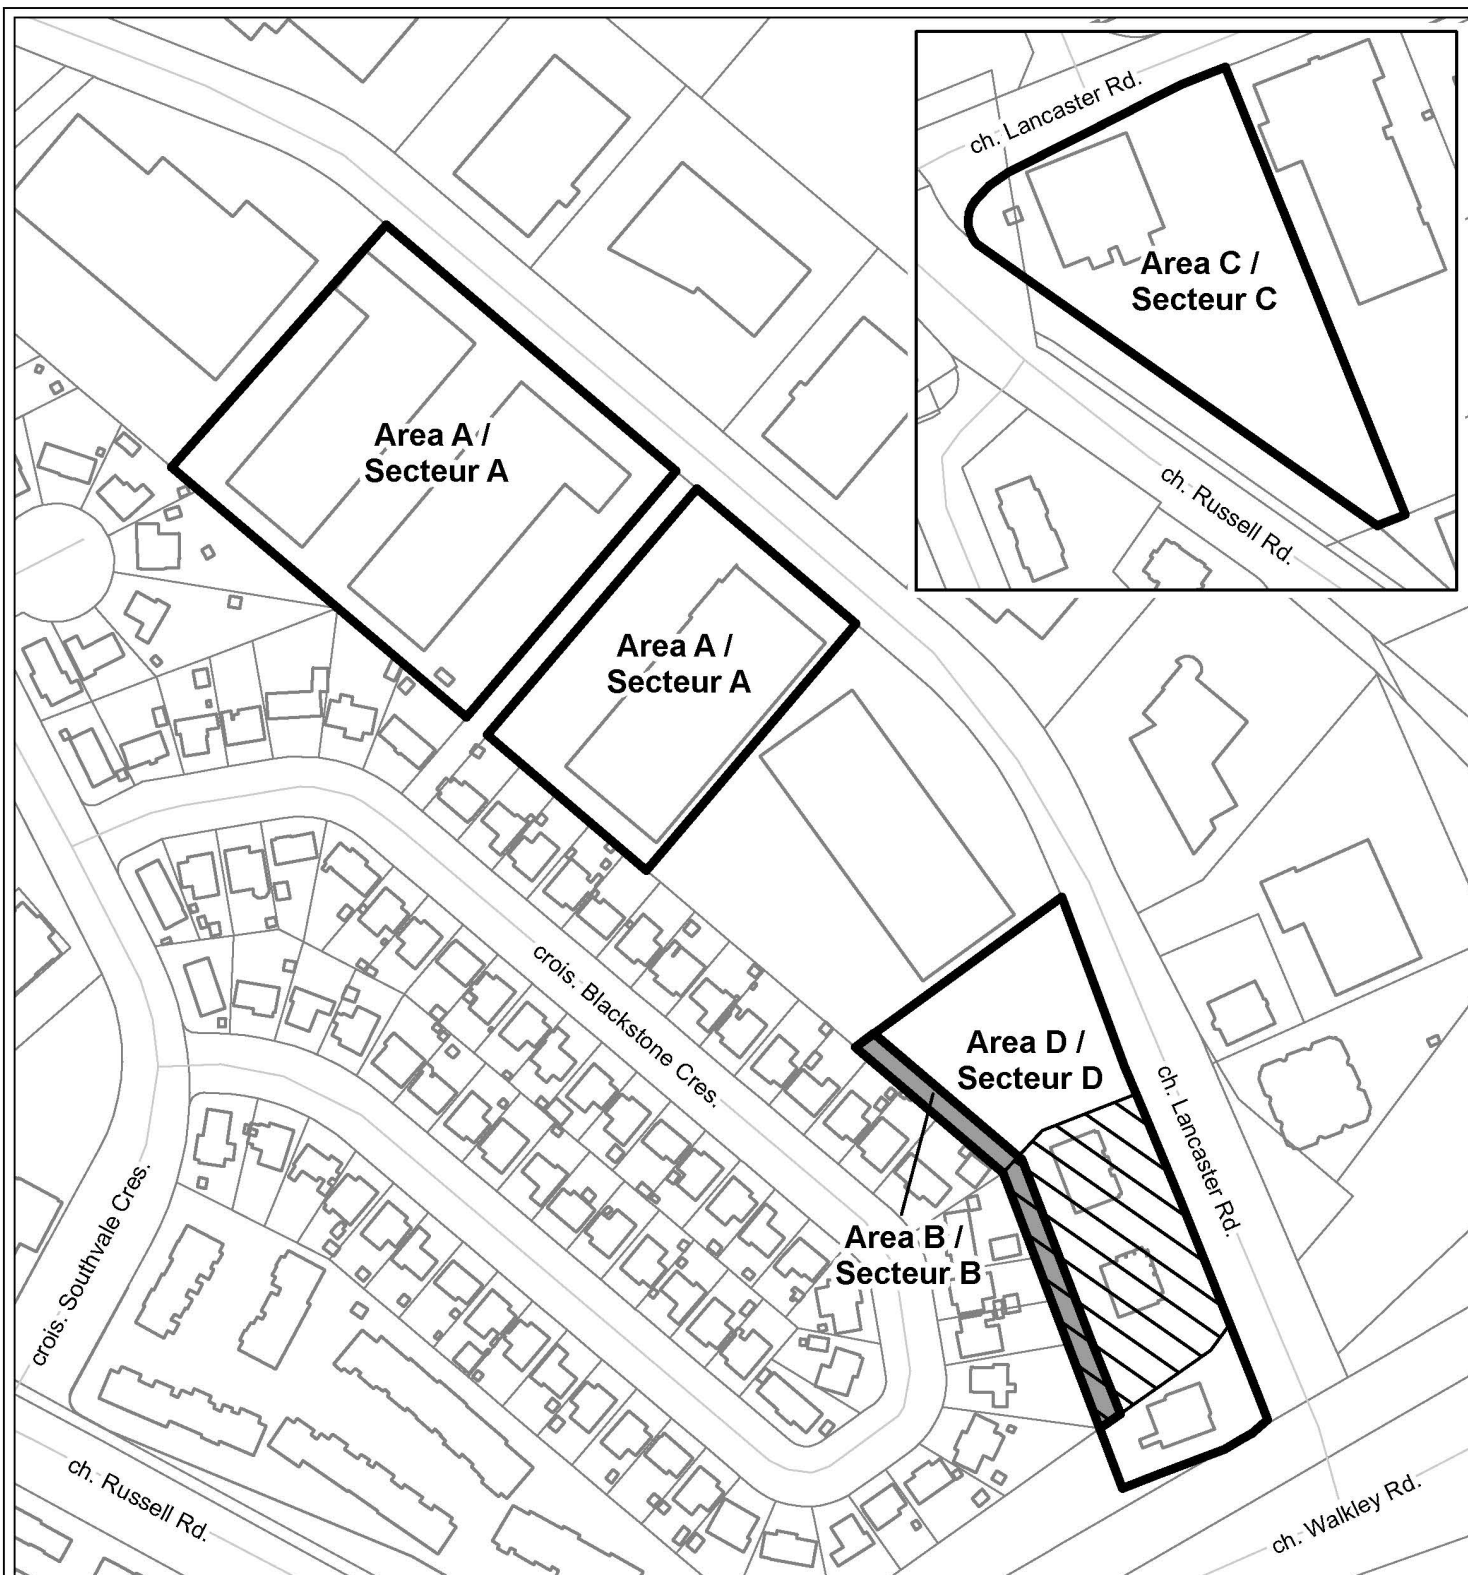 ch. Lancaster Rd.
Area C /
Secteur C
ch. Russell Rd.
Area A /
Secteur A
Area A /
Secteur A
crois. Blackstone Cres.
Area D /
Secteur D
ch. Lancaster Rd.
Area B /
Secteur B
crois. Southvale Cres.
ch. Russell Rd.
ch. Walkley Rd.